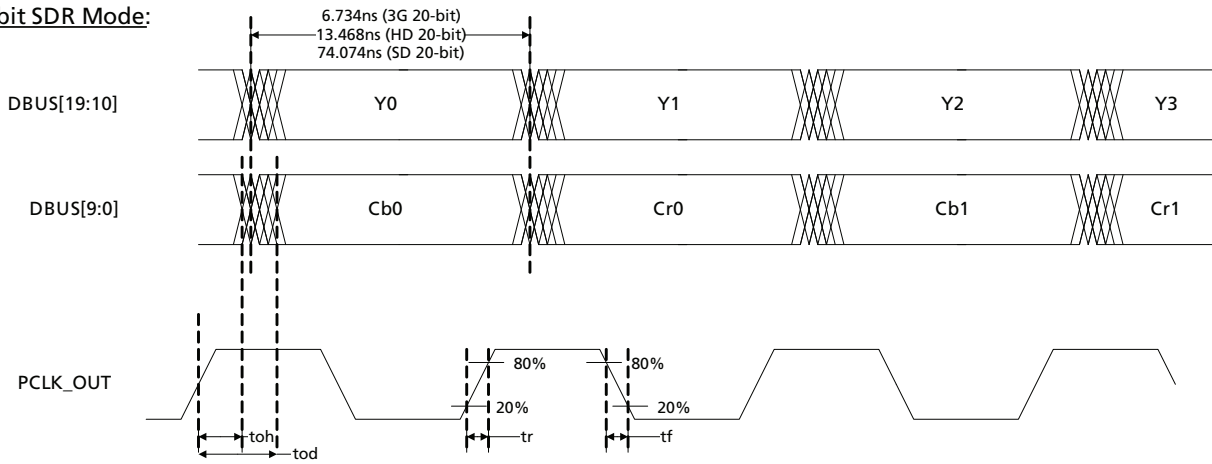 bit SDR Mode:
6.734ns (3G 20-bit)
13.468ns (HD 20-bit)
74.074ns (SD 20-bit)
DBUS[19:10]
Y0
Y1
Y2
Y3
DBUS[9:0]
Cb0
Cr0
Cb1
Cr1
PCLK_OUT
80%
80%
20%
20%
toh
tr
tf
tod